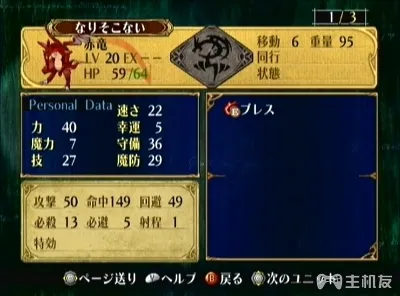 なりそこない
1/3
赤竜
LV 20 EX --
HP 59/64
移動 6 重量 95
同行
状態
Personal Data
速さ 22
力 40 幸運 5
魔力 7 守備 36
技 27 魔防 29
E ブレス
攻撃 50 命中 149 回避 49
必殺 13 必避 5 射程 1
特効
ページ送り Y ヘルプ B 戻る 次のユニット
主机友